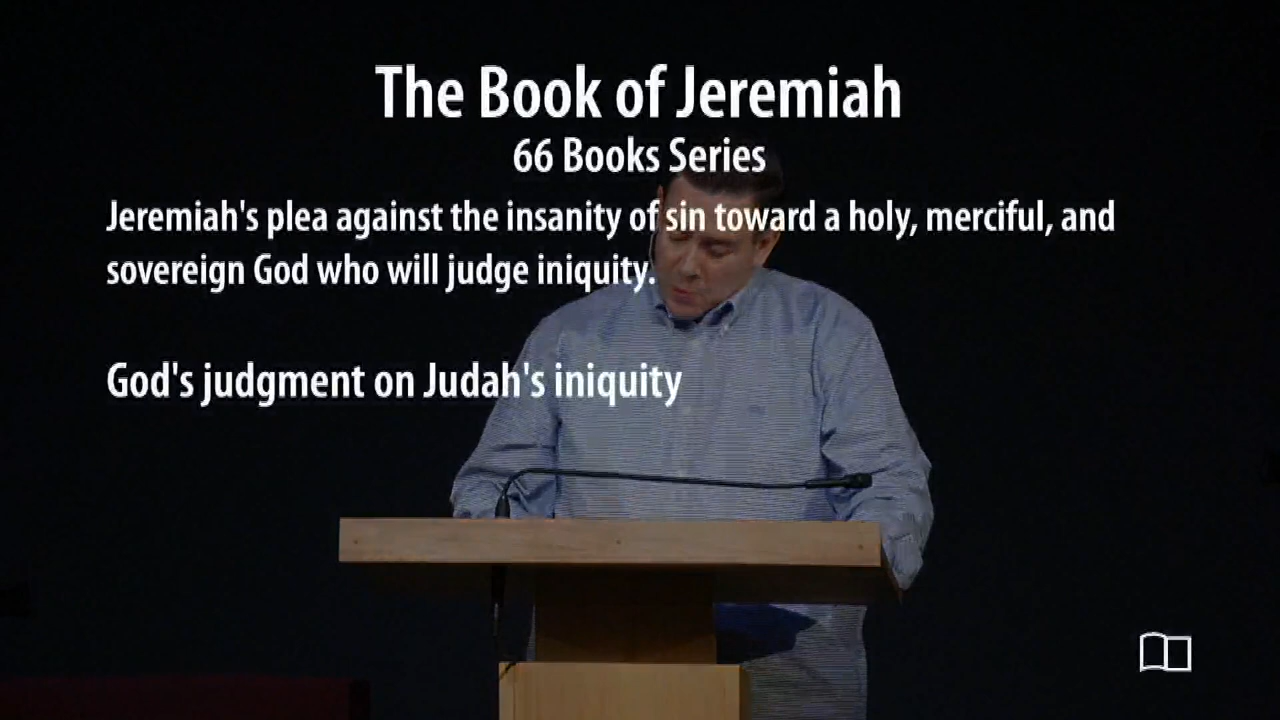 The Book of Jeremiah
66 Books Series
Jeremiah's plea against the insanity of sin toward a holy, merciful, and
sovereign God who will judge iniquity.
God's judgment on Judah's iniquity